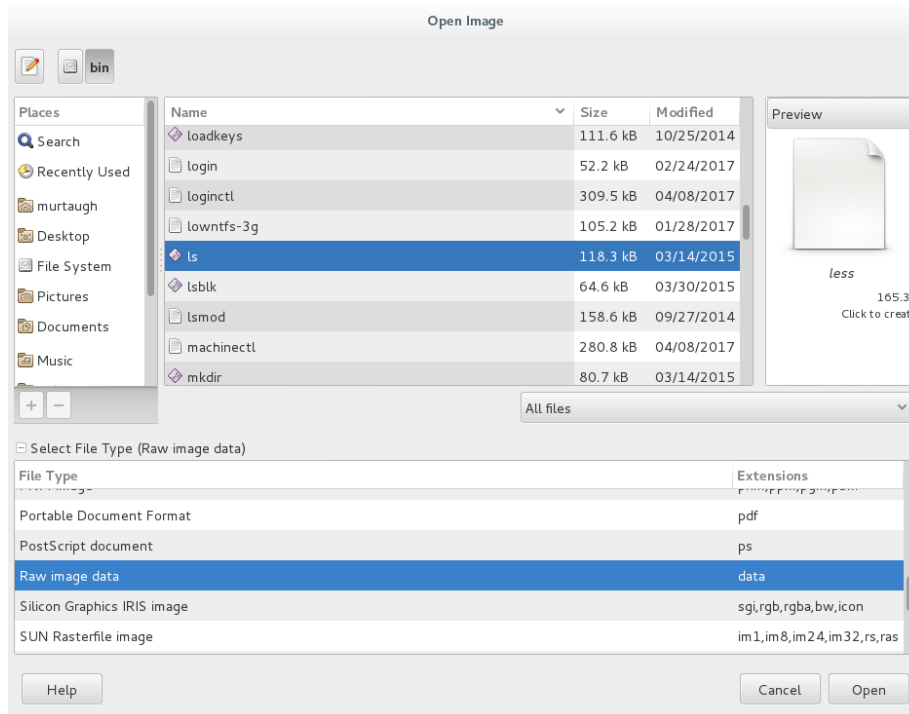 Open Image
bin
Places
Search
Recently Used
murtaugh
Desktop
File System
Pictures
Documents
Music
Name Size Modified
loadkeys 111.6 kB 10/25/2014
login 52.2 kB 02/24/2017
loginctl 309.5 kB 04/08/2017
lowntfs-3g 105.2 kB 01/28/2017
ls 118.3 kB 03/14/2015
lsblk 64.6 kB 03/30/2015
lsmod 158.6 kB 09/27/2014
machinectl 280.8 kB 04/08/2017
mkdir 80.7 kB 03/14/2015
Preview
less
165.3
Click to creat
+ −
All files
Select File Type (Raw image data)
File Type Extensions
Portable Document Format pdf
PostScript document ps
Raw image data data
Silicon Graphics IRIS image sgi,rgb,rgba,bw,icon
SUN Rasterfile image im1,im8,im24,im32,rs,ras
Help Cancel Open